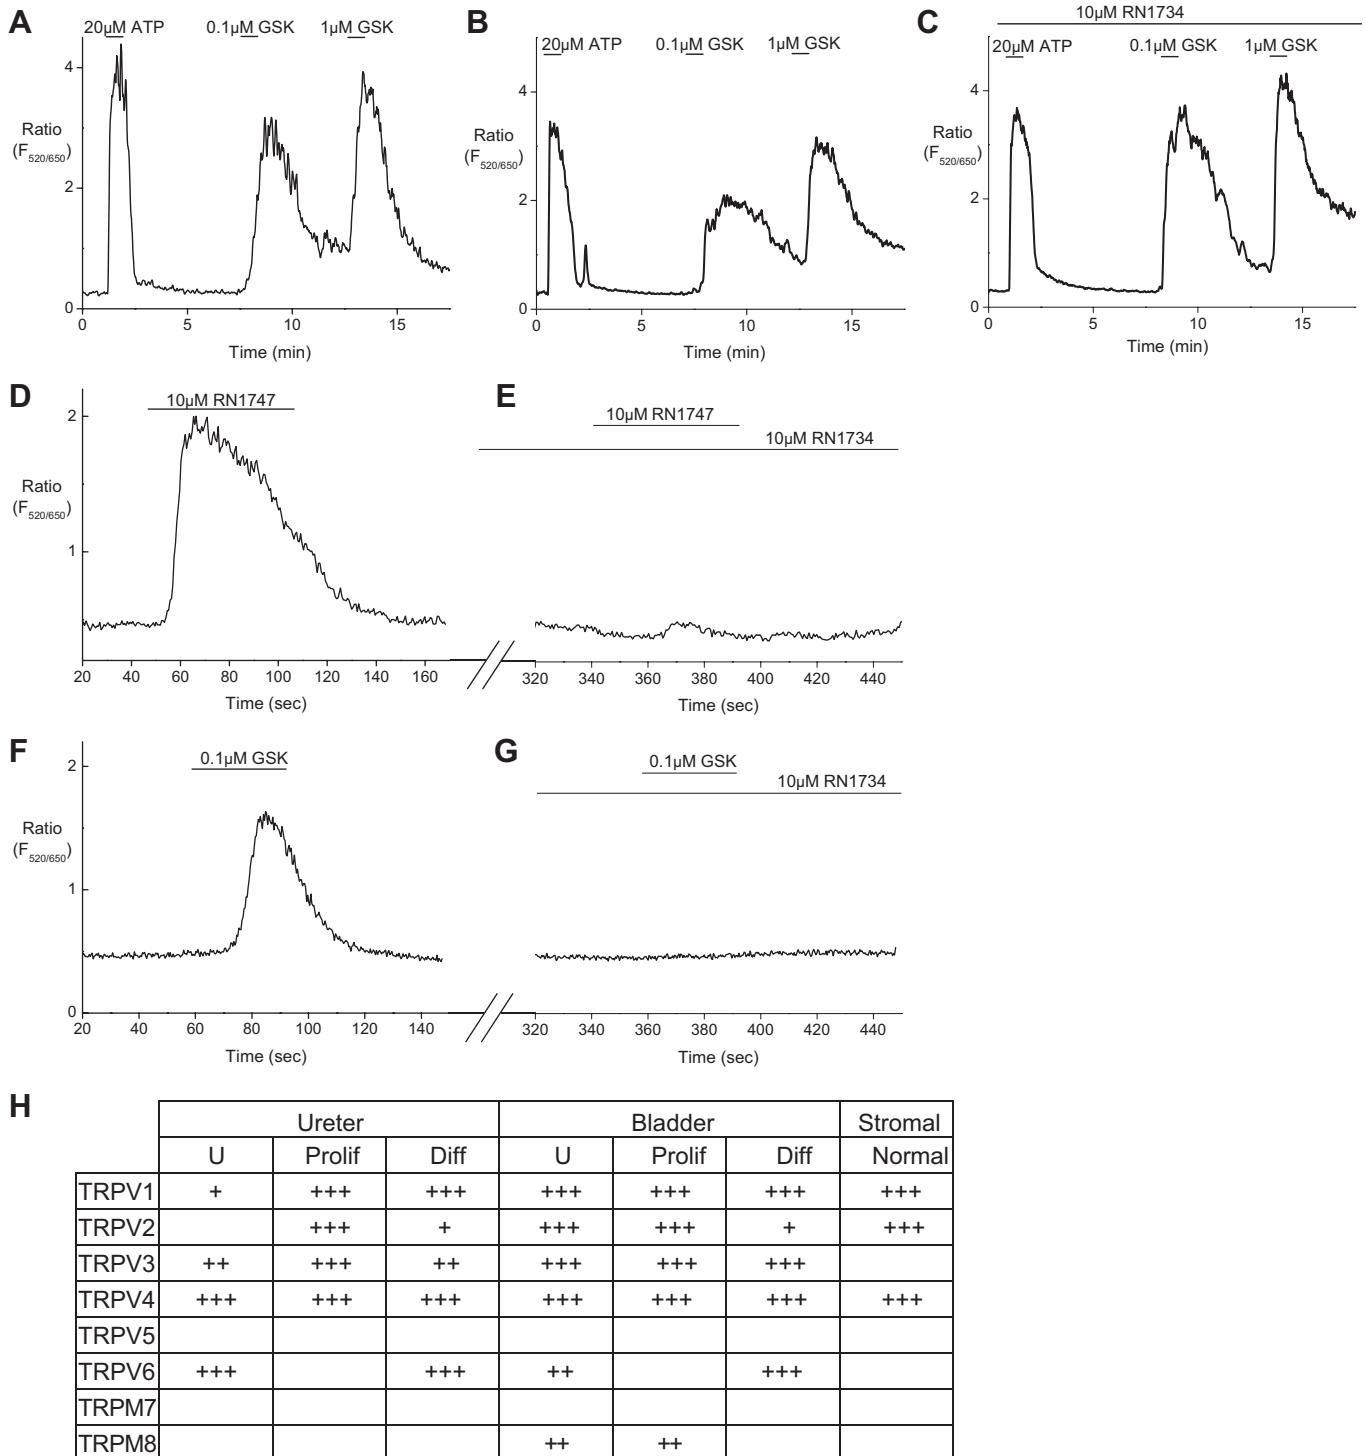 A
20µM ATP 0.1µM GSK 1µM GSK
4
Ratio
(F520/650)
2
0
0 5 10 15
Time (min)
B
20µM ATP 0.1µM GSK 1µM GSK
4
Ratio
(F520/650)
2
0
0 5 10 15
Time (min)
C
10µM RN1734
20µM ATP 0.1µM GSK 1µM GSK
4
Ratio
(F520/650)
2
0
0 5 10 15
Time (min)
D
10µM RN1747
2
Ratio
(F520/650)
1
20 40 60 80 100 120 140 160
Time (sec)
E
10µM RN1747
10µM RN1734
320 340 360 380 400 420 440
Time (sec)
F
0.1µM GSK
2
Ratio
(F520/650)
1
0
20 40 60 80 100 120 140
Time (sec)
G
0.1µM GSK
10µM RN1734
320 340 360 380 400 420 440
Time (sec)
H
Ureter Bladder Stromal
U Prolif Diff U Prolif Diff Normal
TRPV1 + +++ +++ +++ +++ +++ +++
TRPV2 +++ + +++ +++ + +++
TRPV3 ++ +++ ++ +++ +++ +++
TRPV4 +++ +++ +++ +++ +++ +++ +++
TRPV5
TRPV6 +++ +++ ++ +++
TRPM7
TRPM8 ++ ++